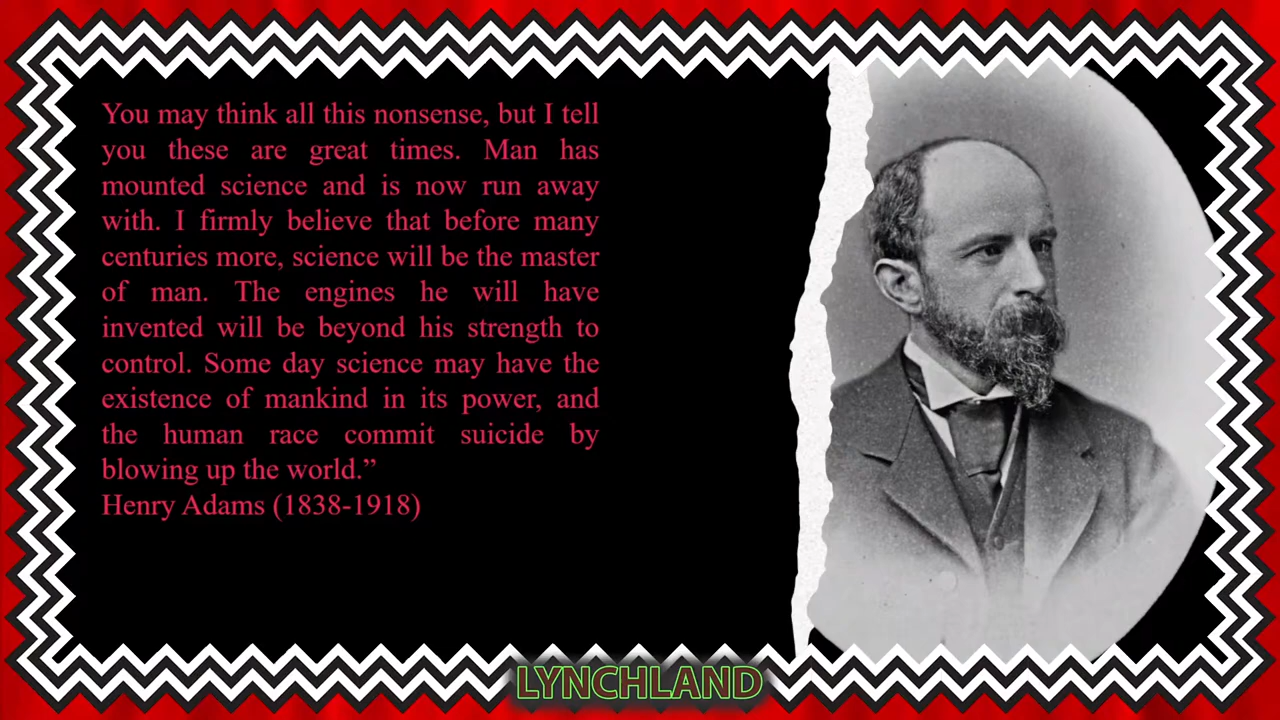 You may think all this nonsense, but I tell
you these are great times. Man has
mounted science and is now run away
with. I firmly believe that before many
centuries more, science will be the master
of man. The engines he will have
invented will be beyond his strength to
control. Some day science may have the
existence of mankind in its power, and
the human race commit suicide by
blowing up the world.”
Henry Adams (1838-1918)
LYNCHLAND